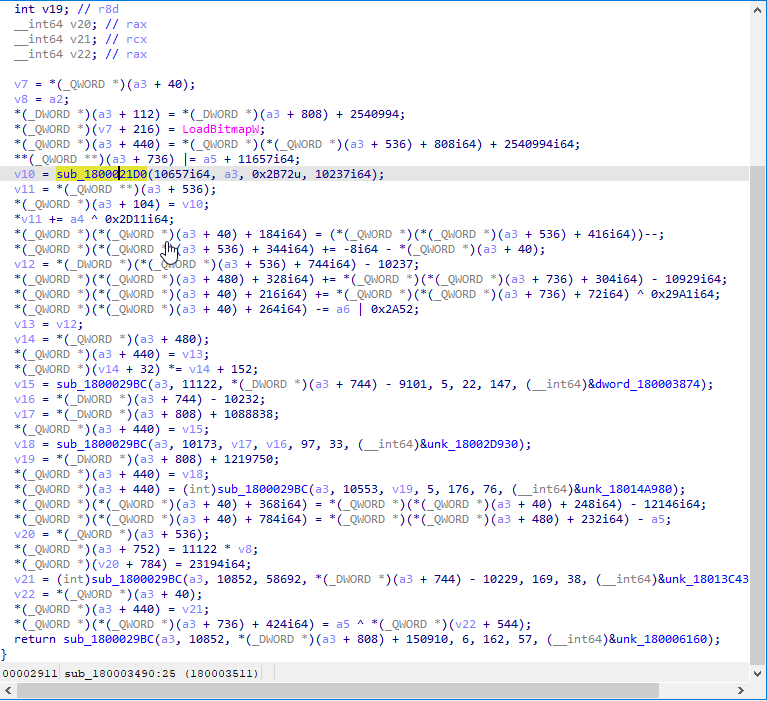 int v19; // r8d
__int64 v20; // rax
__int64 v21; // rcx
__int64 v22; // rax
v7 = *(_QWORD *)(a3 + 40);
v8 = a2;
*(_DWORD *)(a3 + 112) = *(_DWORD *)(a3 + 808) + 2540994;
*(_QWORD *)(v7 + 216) = LoadBitmapW;
*(_QWORD *)(a3 + 440) = *(_QWORD *)(*(_QWORD *)(a3 + 536) + 808i64) + 2540994i64;
**(_QWORD **)(a3 + 736) |= a5 + 11657i64;
v10 = sub_1800021D0(10657i64, a3, 0x2B72u, 10237i64);
v11 = *(_QWORD **)(a3 + 536);
*(_QWORD *)(a3 + 104) = v10;
*v11 += a4 ^ 0x2D11i64;
*(_QWORD *)(*(_QWORD *)(a3 + 40) + 184i64) = (*(_QWORD *)(*(_QWORD *)(a3 + 536) + 416i64))--;
*(_QWORD *)(*(_QWORD *)(a3 + 536) + 344i64) += -8i64 - *(_QWORD *)(a3 + 40);
v12 = *(_DWORD *)(*(_QWORD *)(a3 + 536) + 744i64) - 10237;
*(_QWORD *)(*(_QWORD *)(a3 + 480) + 328i64) += *(_QWORD *)(*(_QWORD *)(a3 + 736) + 304i64) - 10929i64;
*(_QWORD *)(*(_QWORD *)(a3 + 40) + 216i64) += *(_QWORD *)(*(_QWORD *)(a3 + 736) + 72i64) ^ 0x29A1i64;
*(_QWORD *)(*(_QWORD *)(a3 + 40) + 264i64) -= a6 | 0x2A52;
v13 = v12;
v14 = *(_QWORD *)(a3 + 480);
*(_QWORD *)(a3 + 440) = v13;
*(_QWORD *)(v14 + 32) *= v14 + 152;
v15 = sub_1800029BC(a3, 11122, *(_DWORD *)(a3 + 744) - 9101, 5, 22, 147, (__int64)&dword_180003874);
v16 = *(_DWORD *)(a3 + 744) - 10232;
v17 = *(_DWORD *)(a3 + 808) + 1088838;
*(_QWORD *)(a3 + 440) = v15;
v18 = sub_1800029BC(a3, 10173, v17, v16, 97, 33, (__int64)&unk_18002D930);
v19 = *(_DWORD *)(a3 + 808) + 1219750;
*(_QWORD *)(a3 + 440) = v18;
*(_QWORD *)(a3 + 440) = (int)sub_1800029BC(a3, 10553, v19, 5, 176, 76, (__int64)&unk_18014A980);
*(_QWORD *)(*(_QWORD *)(a3 + 40) + 368i64) = *(_QWORD *)(*(_QWORD *)(a3 + 40) + 248i64) - 12146i64;
*(_QWORD *)(*(_QWORD *)(a3 + 40) + 784i64) = *(_QWORD *)(*(_QWORD *)(a3 + 480) + 232i64) - a5;
v20 = *(_QWORD *)(a3 + 536);
*(_QWORD *)(a3 + 752) = 11122 * v8;
*(_QWORD *)(v20 + 784) = 23194i64;
v21 = (int)sub_1800029BC(a3, 10852, 58692, *(_DWORD *)(a3 + 744) - 10229, 169, 38, (__int64)&unk_18013C43
v22 = *(_QWORD *)(a3 + 40);
*(_QWORD *)(a3 + 440) = v21;
*(_QWORD *)(*(_QWORD *)(a3 + 736) + 424i64) = a5 ^ *(_QWORD *)(v22 + 544);
return sub_1800029BC(a3, 10852, *(_DWORD *)(a3 + 808) + 150910, 6, 162, 57, (__int64)&unk_180006160);
}
00002911 sub_180003490:25 (180003511)